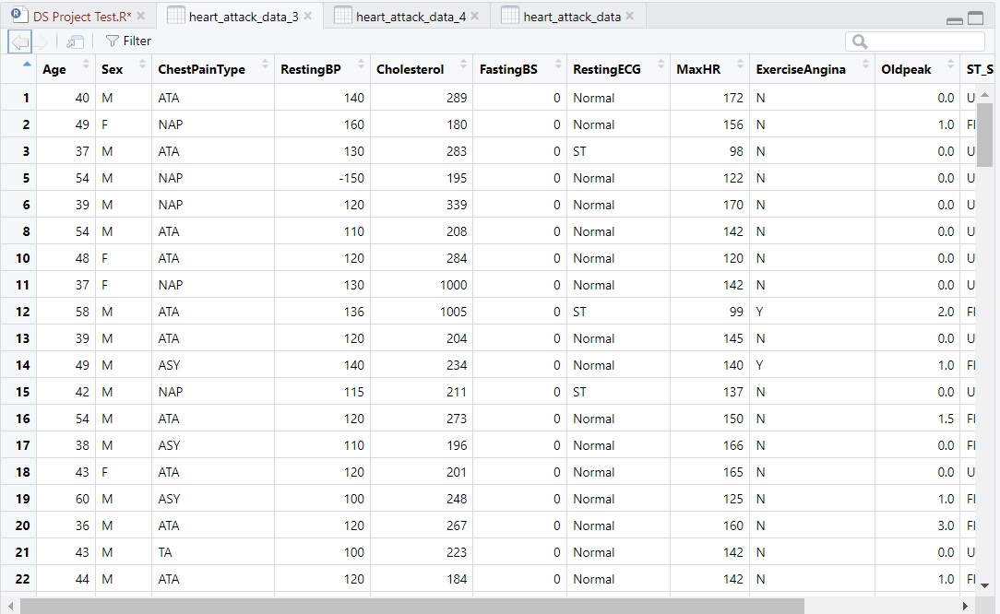 DS Project Test.R* heart_attack_data_3 heart_attack_data_4 heart_attack_data
Filter
Age Sex ChestPainType RestingBP Cholesterol FastingBS RestingECG MaxHR ExerciseAngina Oldpeak ST_S
1 40 M ATA 140 289 0 Normal 172 N 0.0 U
2 49 F NAP 160 180 0 Normal 156 N 1.0 Fl
3 37 M ATA 130 283 0 ST 98 N 0.0 U
5 54 M NAP -150 195 0 Normal 122 N 0.0 U
6 39 M NAP 120 339 0 Normal 170 N 0.0 U
8 54 M ATA 110 208 0 Normal 142 N 0.0 U
10 48 F ATA 120 284 0 Normal 120 N 0.0 U
11 37 F NAP 130 1000 0 Normal 142 N 0.0 U
12 58 M ATA 136 1005 0 ST 99 Y 2.0 Fl
13 39 M ATA 120 204 0 Normal 145 N 0.0 U
14 49 M ASY 140 234 0 Normal 140 Y 1.0 Fl
15 42 M NAP 115 211 0 ST 137 N 0.0 U
16 54 M ATA 120 273 0 Normal 150 N 1.5 Fl
17 38 M ASY 110 196 0 Normal 166 N 0.0 Fl
18 43 F ATA 120 201 0 Normal 165 N 0.0 U
19 60 M ASY 100 248 0 Normal 125 N 1.0 Fl
20 36 M ATA 120 267 0 Normal 160 N 3.0 Fl
21 43 M TA 100 223 0 Normal 142 N 0.0 U
22 44 M ATA 120 184 0 Normal 142 N 1.0 Fl